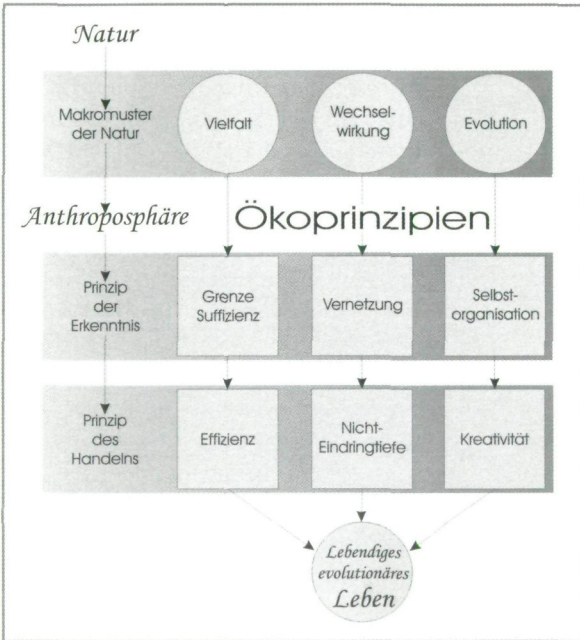 Natur
Makromuster
der Natur
Vielfalt
Wechsel-
wirkung
Evolution
Anthroposphäre
Ökoprinzipien
Prinzip
der
Erkenntnis
Grenze
Suffizienz
Vernetzung
Selbst-
organisation
Prinzip
des
Handelns
Effizienz
Nicht-
Eindringtiefe
Kreativität
Lebendiges
evolutionäres
Leben